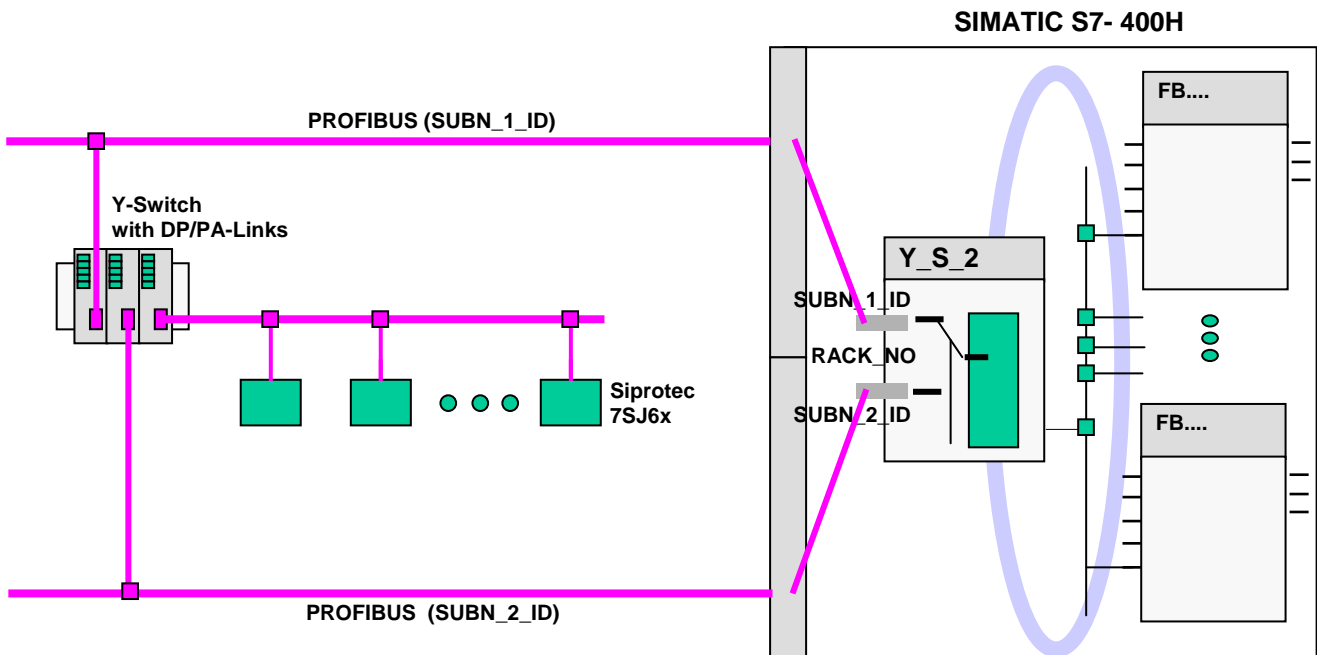 SIMATIC S7- 400H
FB....
PROFIBUS (SUBN_1_ID)
Y-Switch
with DP/PA-Links
Y_S_2
SUBN_1_ID
RACK_NO
SUBN_2_ID
Siprotec
7SJ6x
FB....
PROFIBUS  (SUBN_2_ID)